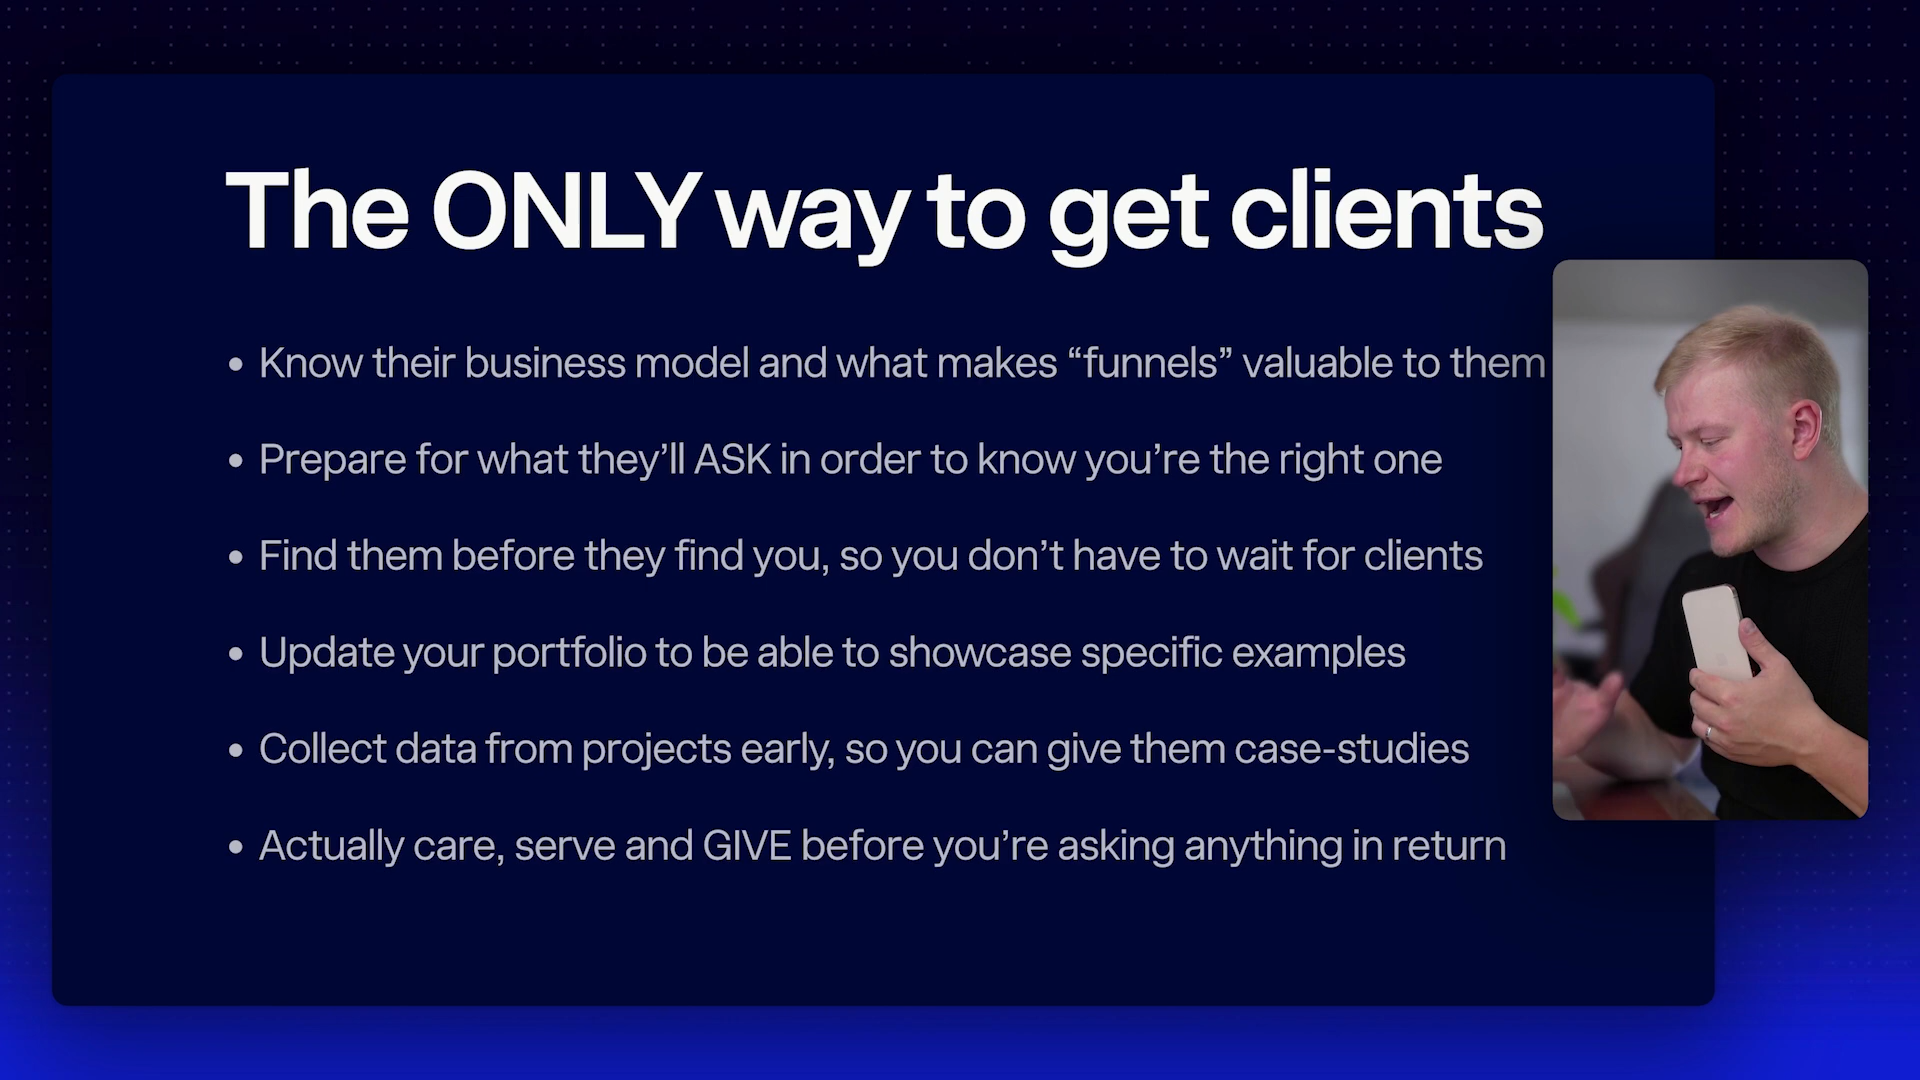 The ONLY way to get clients
• Know their business model and what makes “funnels” valuable to them
• Prepare for what they’ll ASK in order to know you’re the right one
• Find them before they find you, so you don’t have to wait for clients
• Update your portfolio to be able to showcase specific examples
• Collect data from projects early, so you can give them case-studies
• Actually care, serve and GIVE before you’re asking anything in return